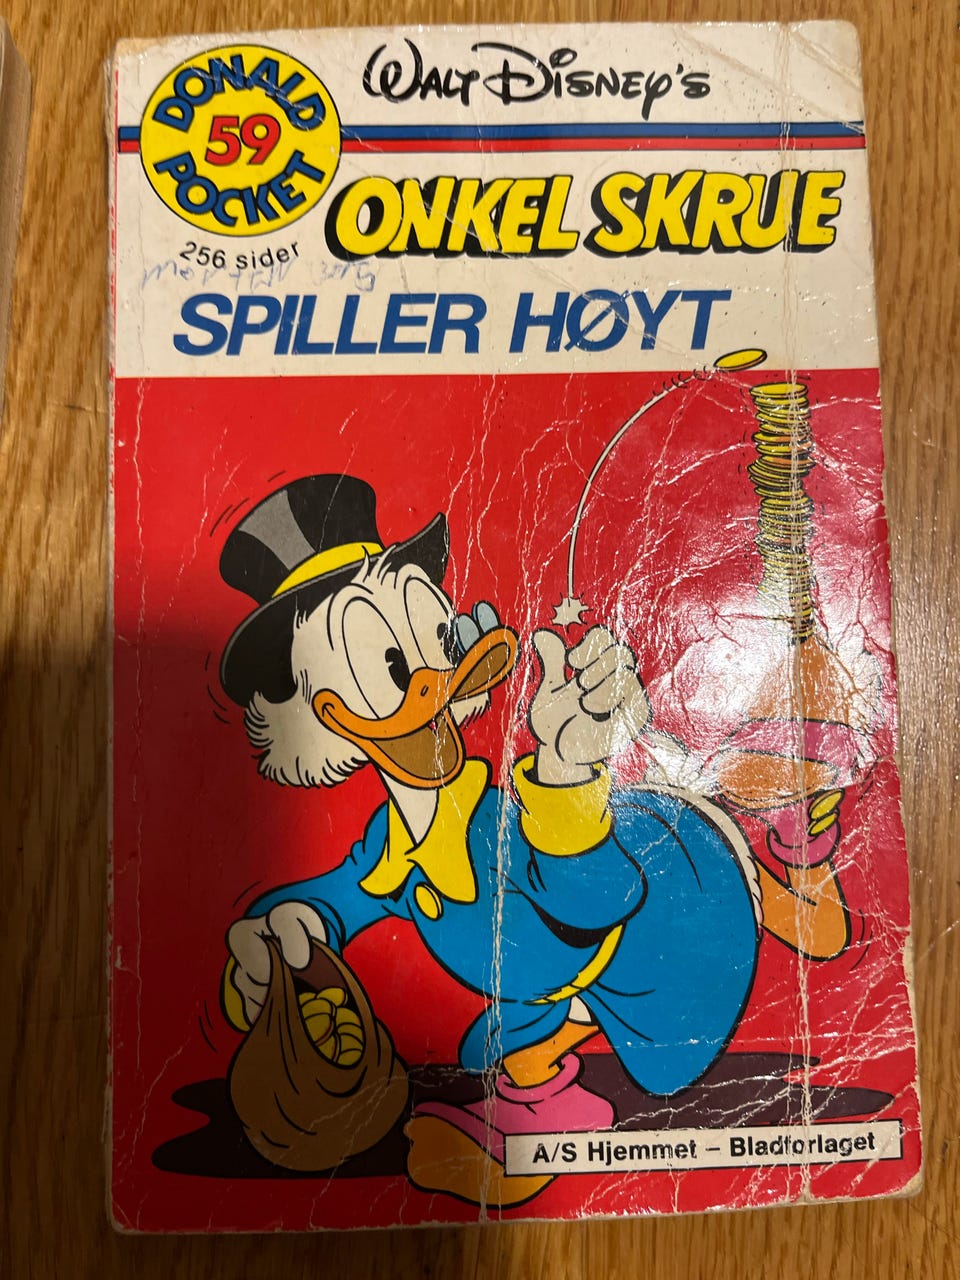 WALT DISNEY'S
DONALD
59
POCKET
ONKEL SKRUE
256 sider
SPILLER HØYT
A/S Hjemmet – Bladforlaget